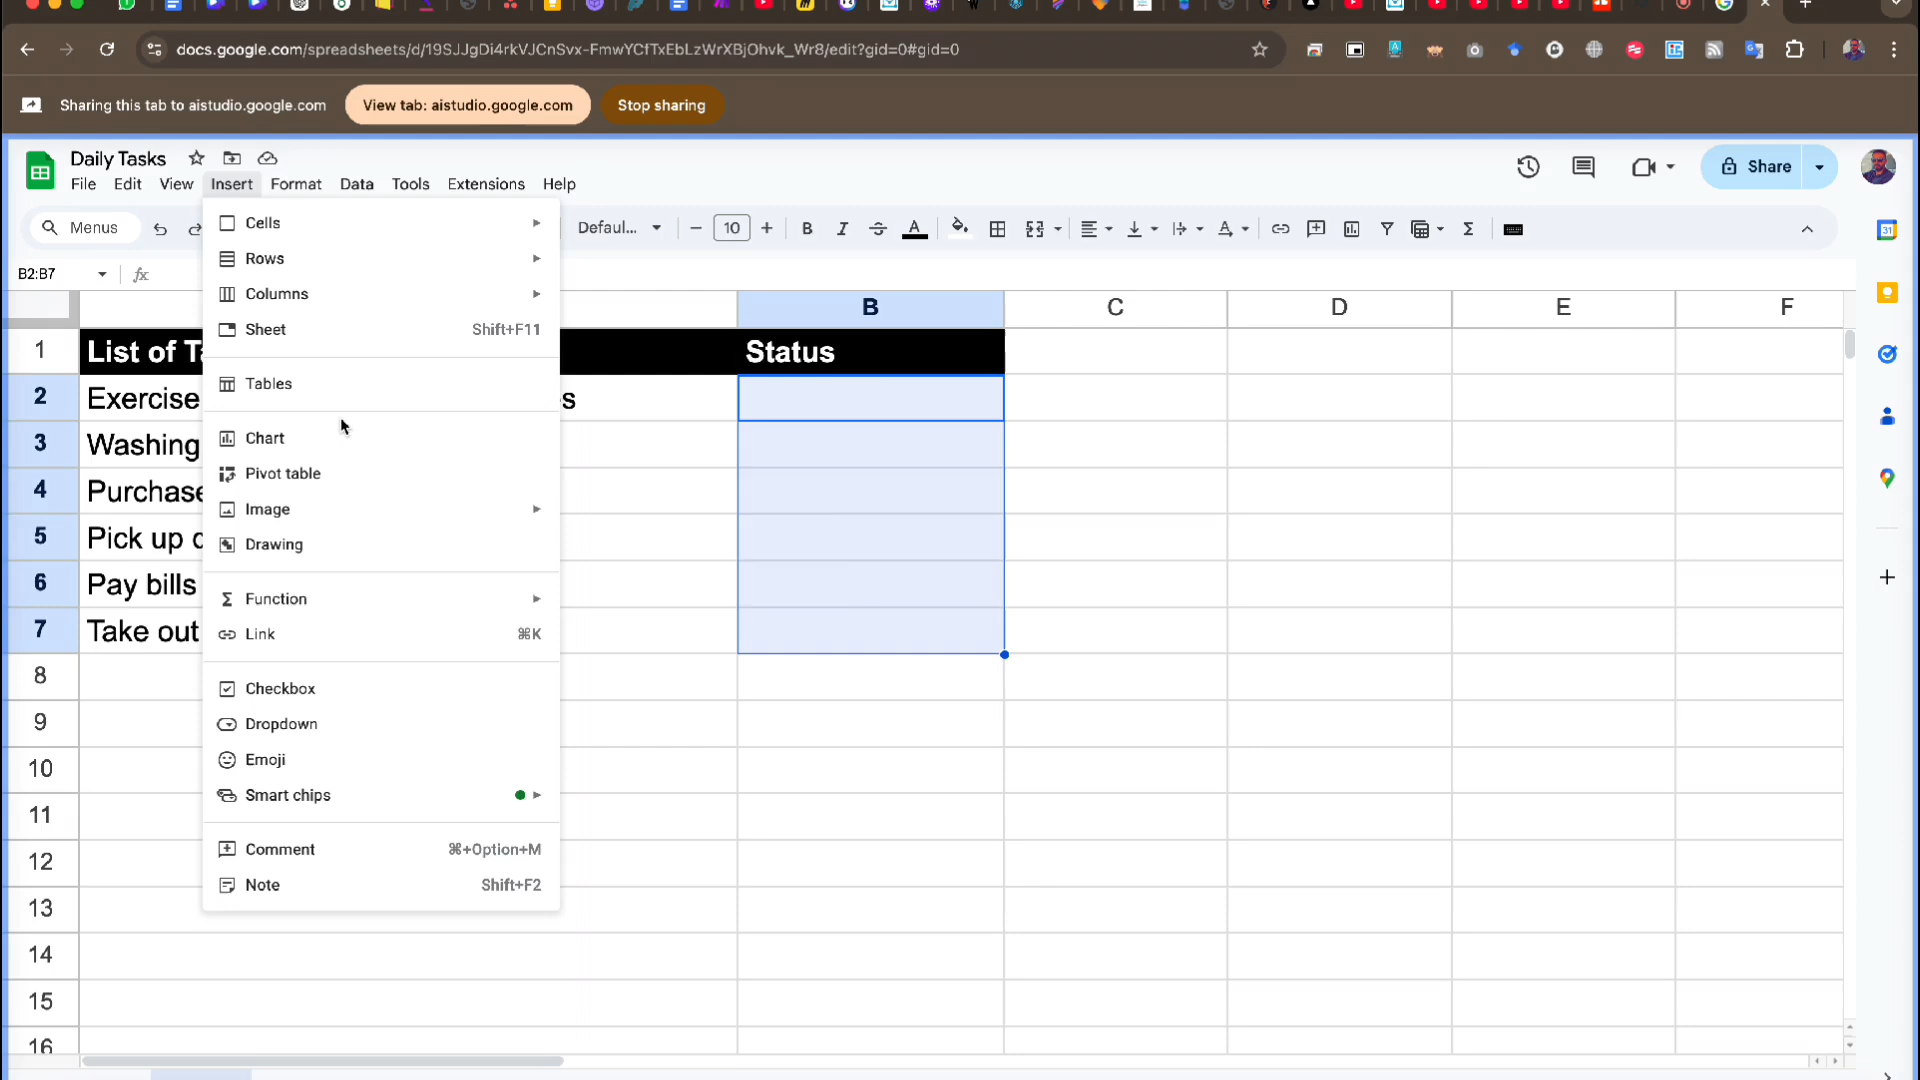 docs.google.com/spreadsheets/d/19SJJgDi4rkVJCnSvx-FmwYCfTxEbLzWrXBjOhvk_Wr8/edit?gid=0#gid=0
Sharing this tab to aistudio.google.com
View tab: aistudio.google.com
Stop sharing
Daily Tasks
File Edit View Insert Format Data Tools Extensions Help
Share
Menus
Defaul...
10
B2:B7
Cells
Rows
Columns
Sheet Shift+F11
Tables
Chart
Pivot table
Image
Drawing
Function
Link ⌘K
Checkbox
Dropdown
Emoji
Smart chips
Comment ⌘+Option+M
Note Shift+F2
B C D E F
1 List of T Status
2 Exercise s
3 Washing
4 Purchase
5 Pick up
6 Pay bills
7 Take out
8
9
10
11
12
13
14
15
16